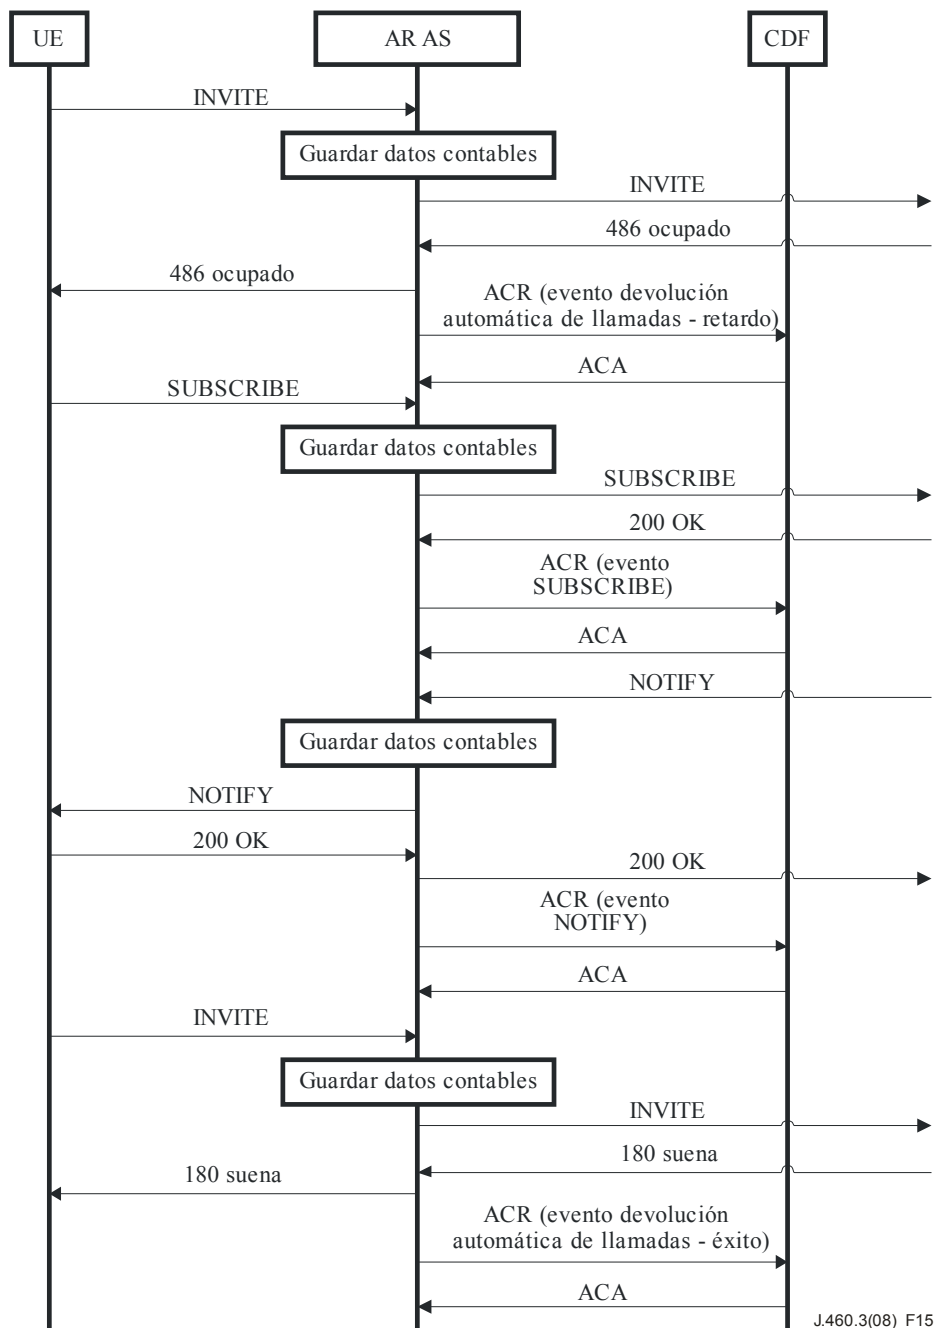 UE
AR AS
CDF
INVITE
Guardar datos contables
INVITE
486 ocupado
486 ocupado
ACR (evento devolución
automática de llamadas - retardo)
ACA
SUBSCRIBE
Guardar datos contables
SUBSCRIBE
200 OK
ACR (evento
SUBSCRIBE)
ACA
NOTIFY
Guardar datos contables
NOTIFY
200 OK
200 OK
ACR (evento
NOTIFY)
ACA
INVITE
Guardar datos contables
INVITE
180 suena
180 suena
ACR (evento devolución
automática de llamadas - éxito)
ACA
J.460.3(08)_F15